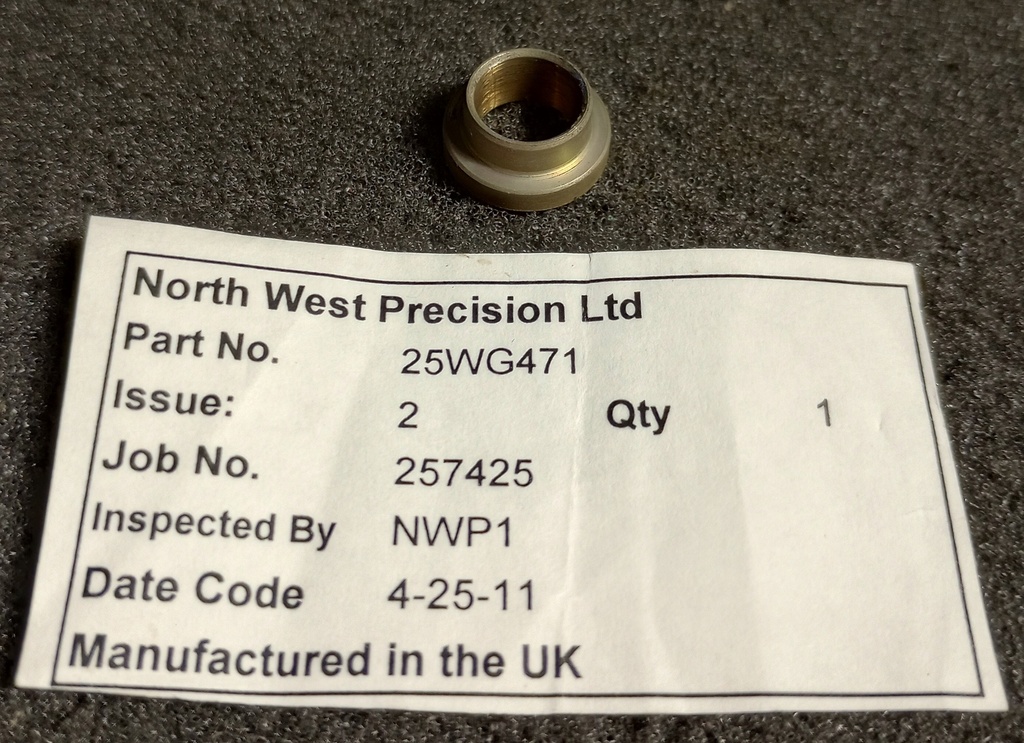 North West Precision Ltd
Part No. 25WG471
Issue: 2 Qty 1
Job No. 257425
Inspected By NWP1
Date Code 4-25-11
Manufactured in the UK